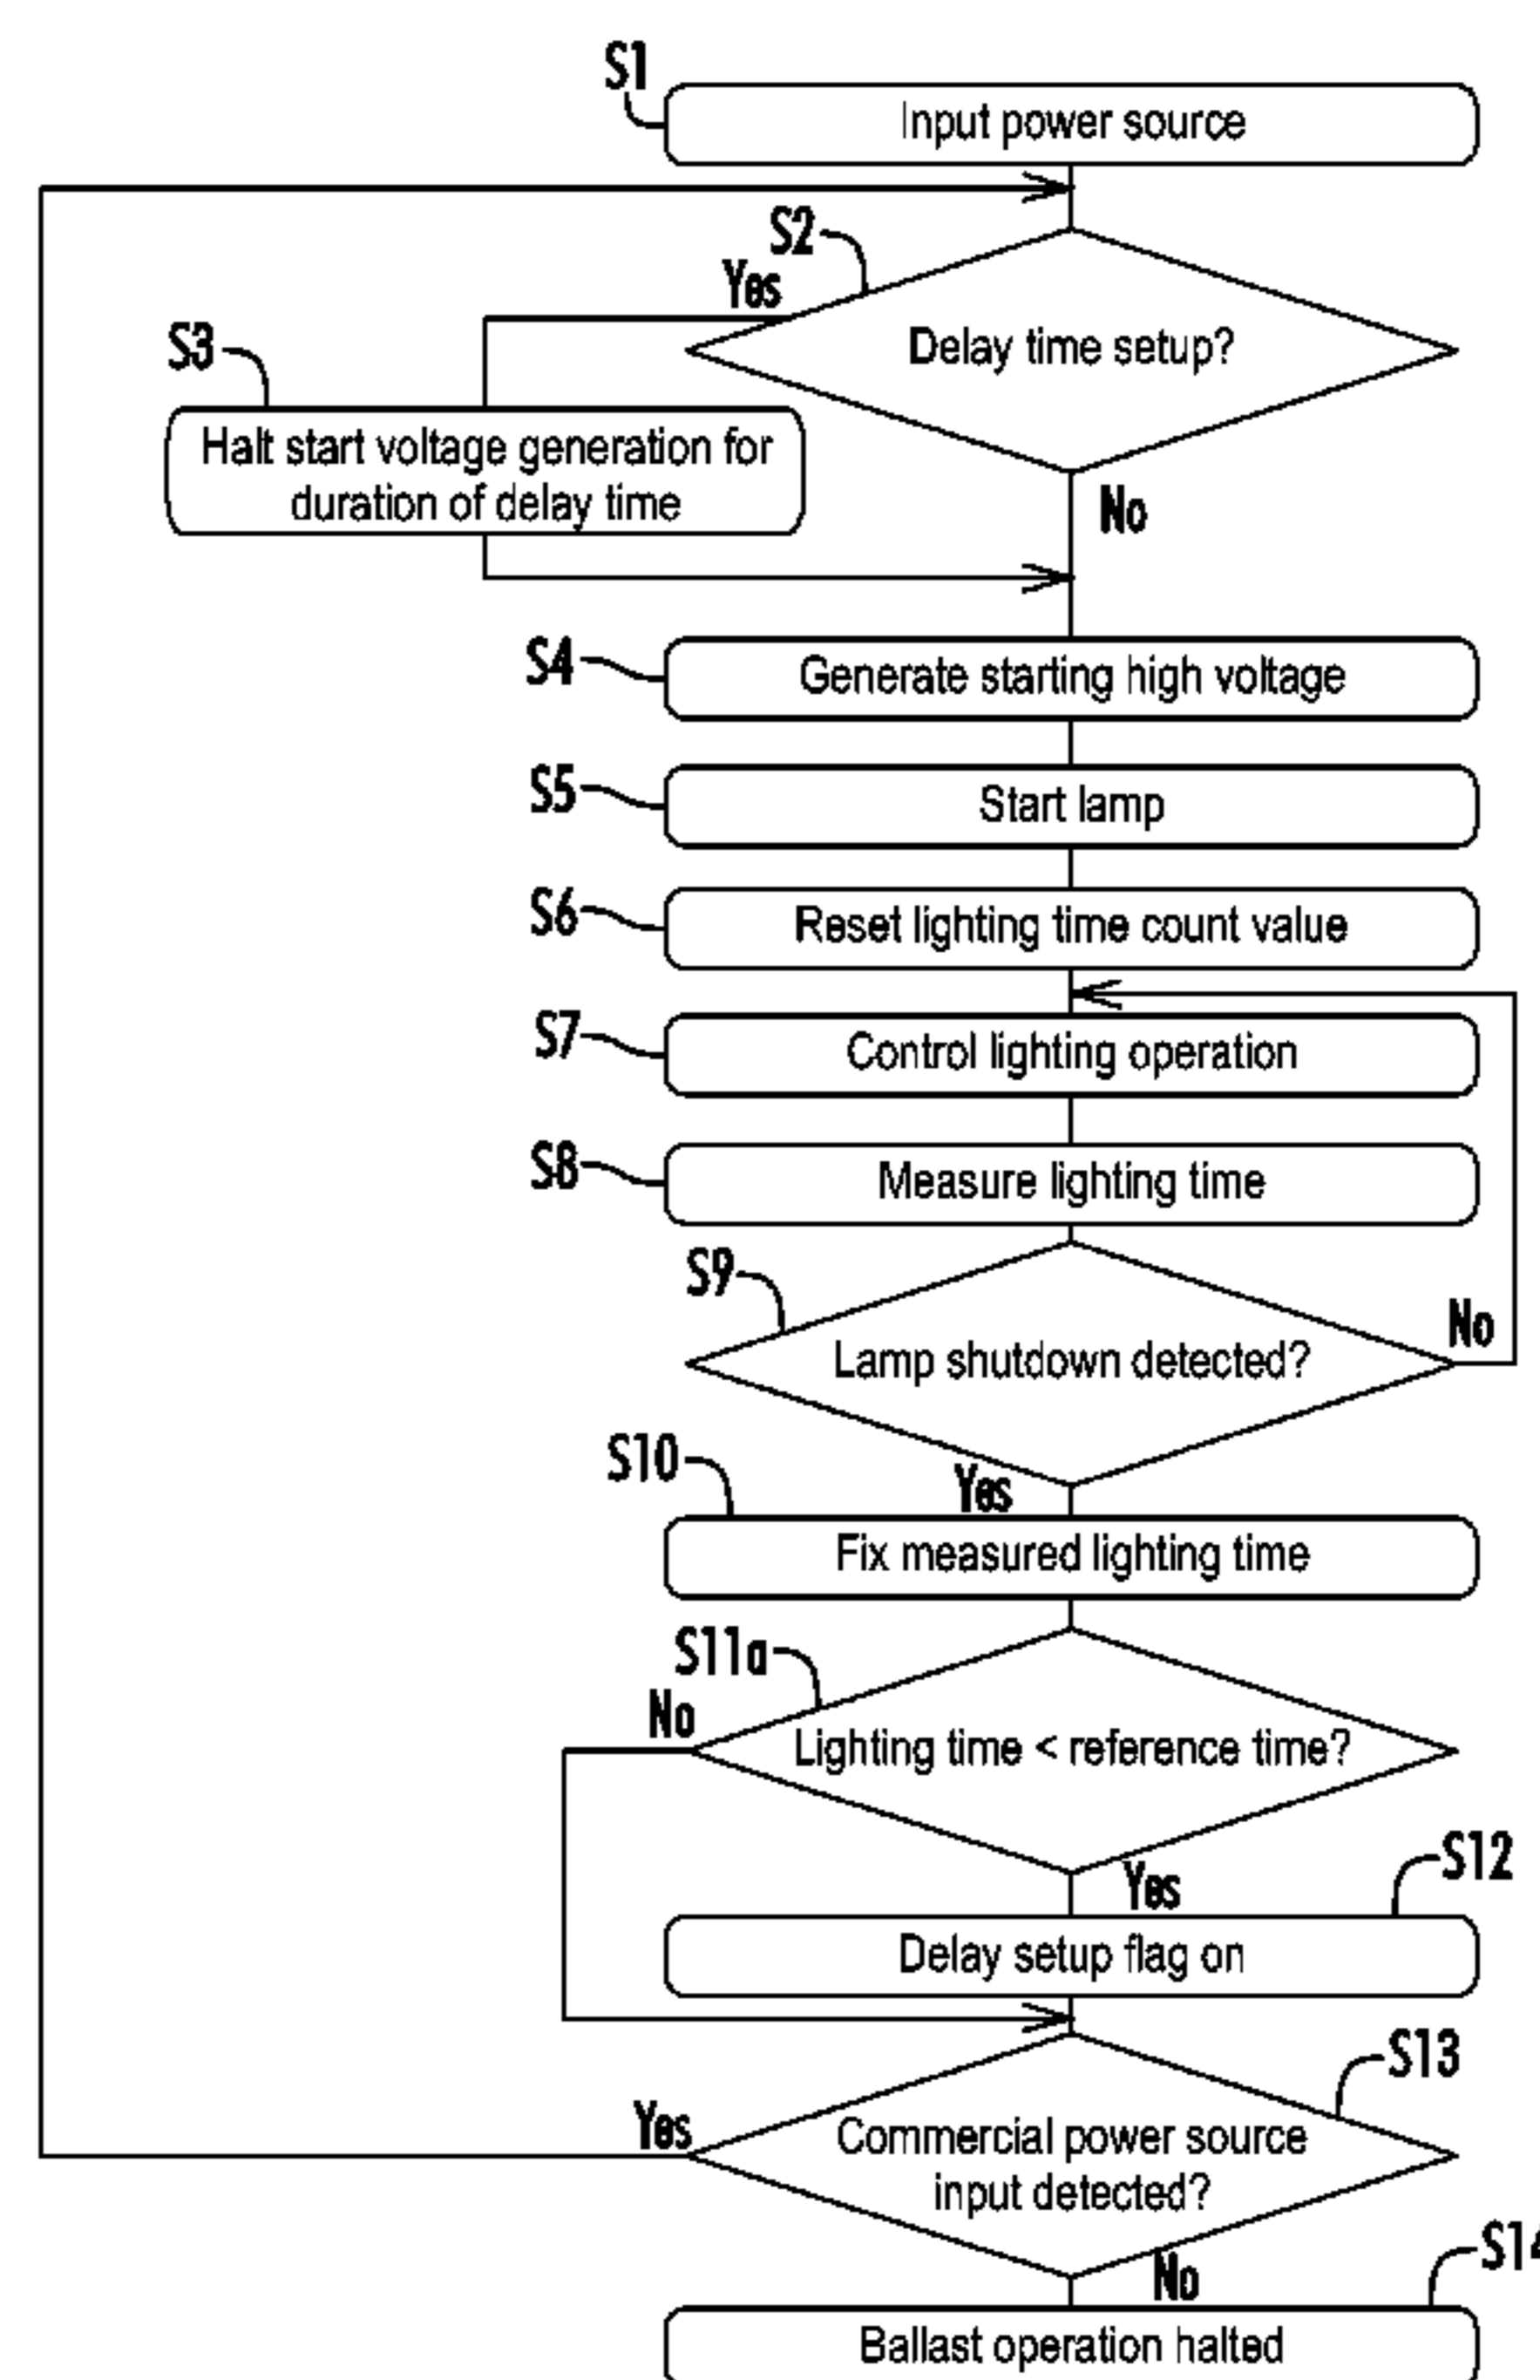 S1
Input power source
S2
Yes
Delay time setup?
S3
Halt start voltage generation for
duration of delay time
No
S4
Generate starting high voltage
S5
Start lamp
S6
Reset lighting time count value
S7
Control lighting operation
S8
Measure lighting time
S9
Lamp shutdown detected?
No
S10
Yes
Fix measured lighting time
S11a
No
Lighting time < reference time?
Yes
S12
Delay setup flag on
S13
Yes
Commercial power source
input detected?
No
S14
Ballast operation halted